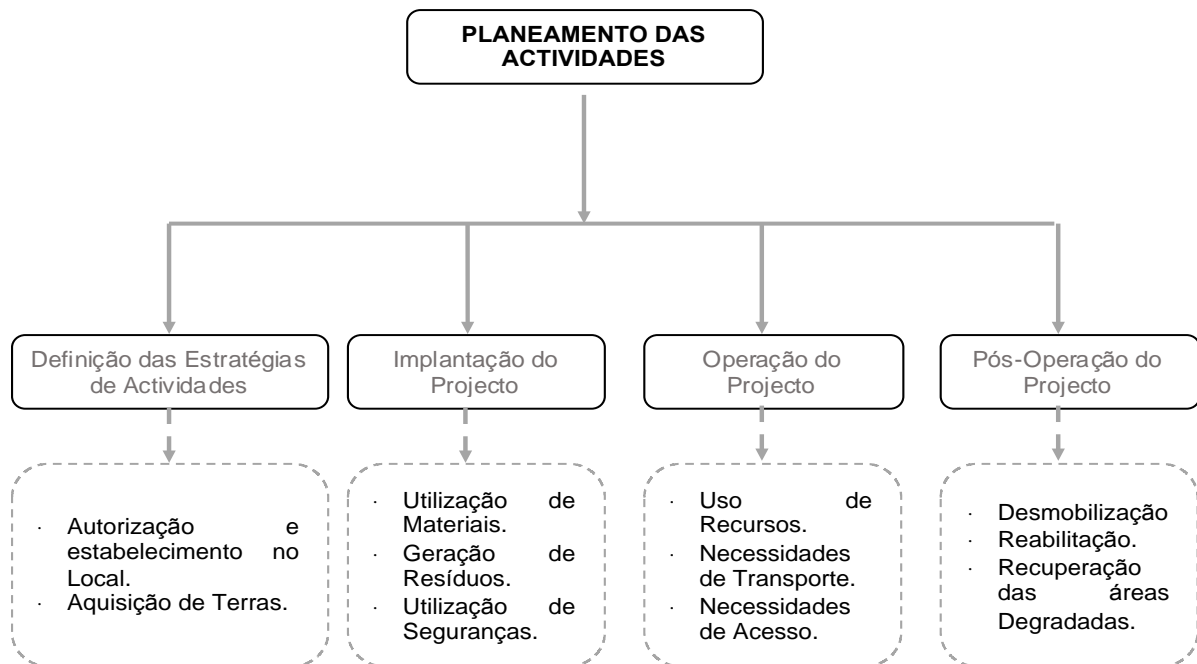 PLANEAMENTO DAS
ACTIVIDADES
Definição das Estratégias
de Actividades
Implantação do
Projecto
Operação do
Projecto
Pós-Operação do
Projecto
· Autorização e
estabelecimento no
Local.
· Aquisição de Terras.
· Utilização de
Materiais.
· Geração de
Resíduos.
· Utilização de
Seguranças.
· Uso de
Recursos.
· Necessidades
de Transporte.
· Necessidades
de Acesso.
· Desmobilização
· Reabilitação.
· Recuperação
das áreas
Degradadas.